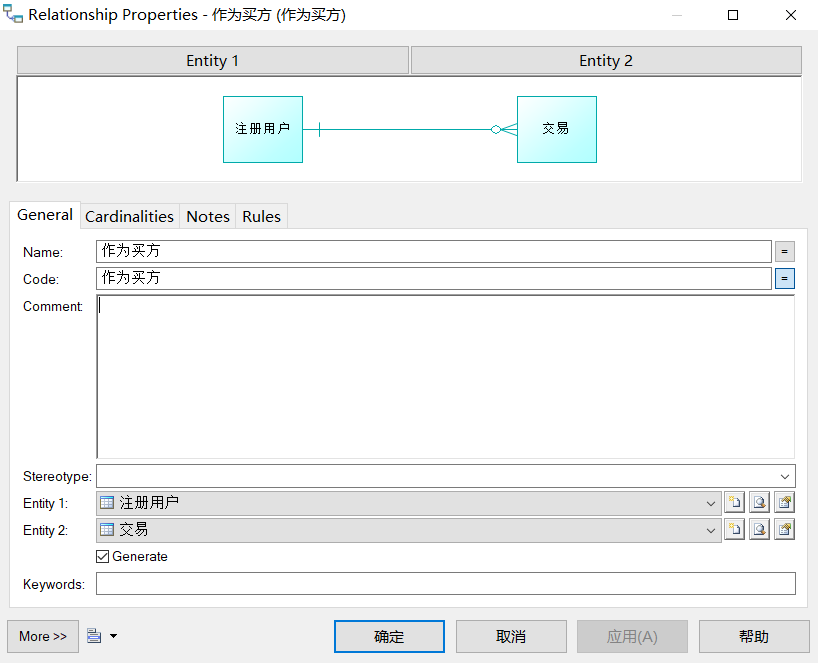 Relationship Properties - 作为买方 (作为买方)
Entity 1 Entity 2
注册用户 交易
General Cardinalities Notes Rules
Name: 作为买方 =
Code: 作为买方 =
Comment:
Stereotype:
Entity 1: 注册用户
Entity 2: 交易
Generate
Keywords:
More >> 确定 取消 应用(A) 帮助